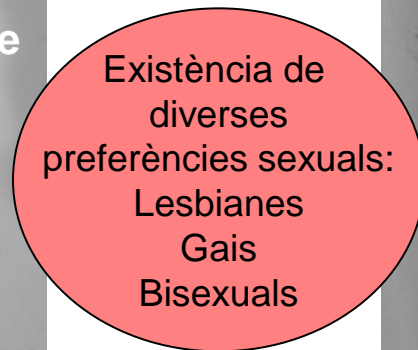 e
Existència de
diverses
preferències sexuals:
Lesbianes
Gais
Bisexuals